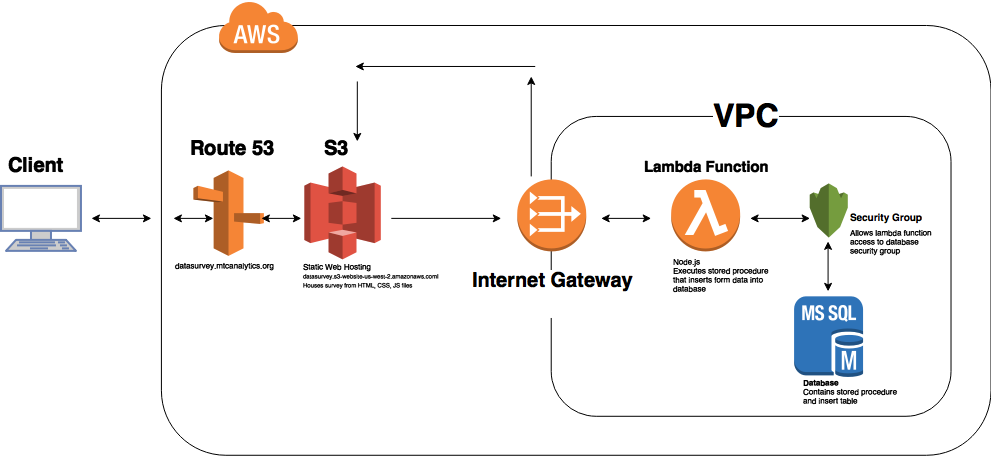 AWS
VPC
Route 53
S3
Client
Lambda Function
Security Group
Allows lambda function
access to database
security group
datasurvey.mtcanalytics.org
Static Web Hosting
datasurvey.s3-website-us-west-2.amazonaws.coml
Houses survey from HTML, CSS, JS files
Internet Gateway
Node.js
Executes stored procedure
that inserts form data into
database
MS SQL
M
Database
Contains stored procedure
and insert table